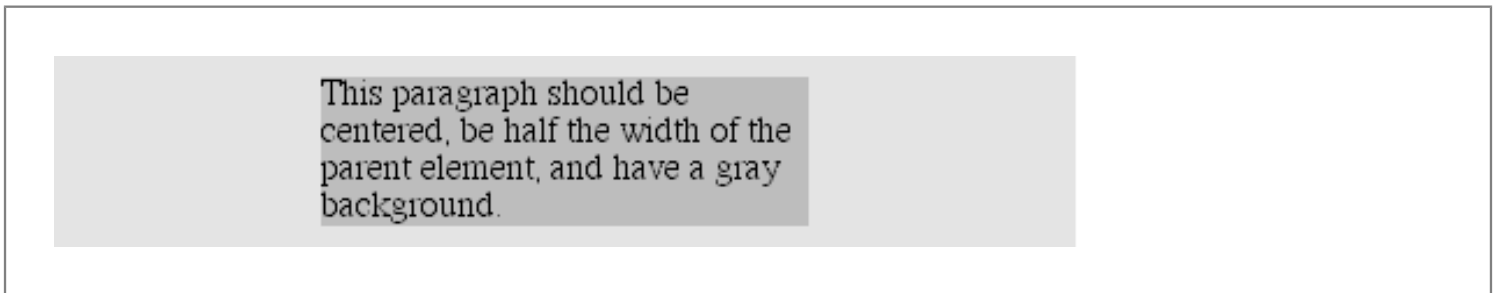 This paragraph should be
centered, be half the width of the
parent element, and have a gray
background.